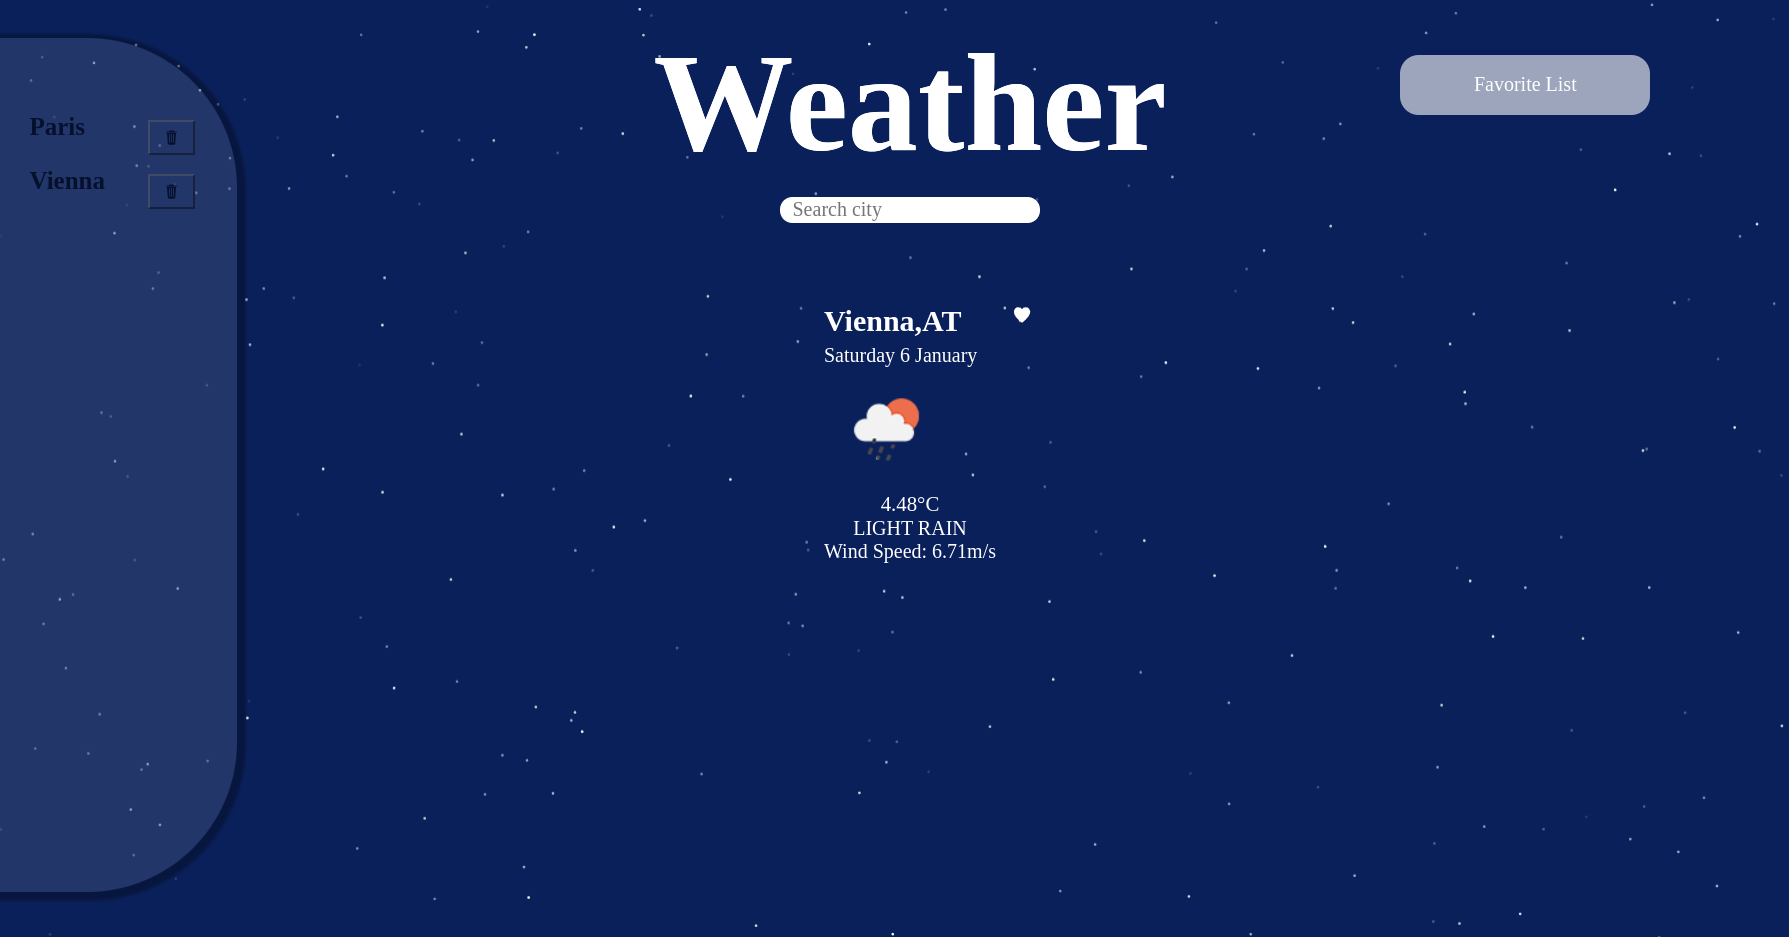 Weather
Favorite List
Paris
Vienna
Search city
Vienna,AT
Saturday 6 January
4.48°C
LIGHT RAIN
Wind Speed: 6.71m/s